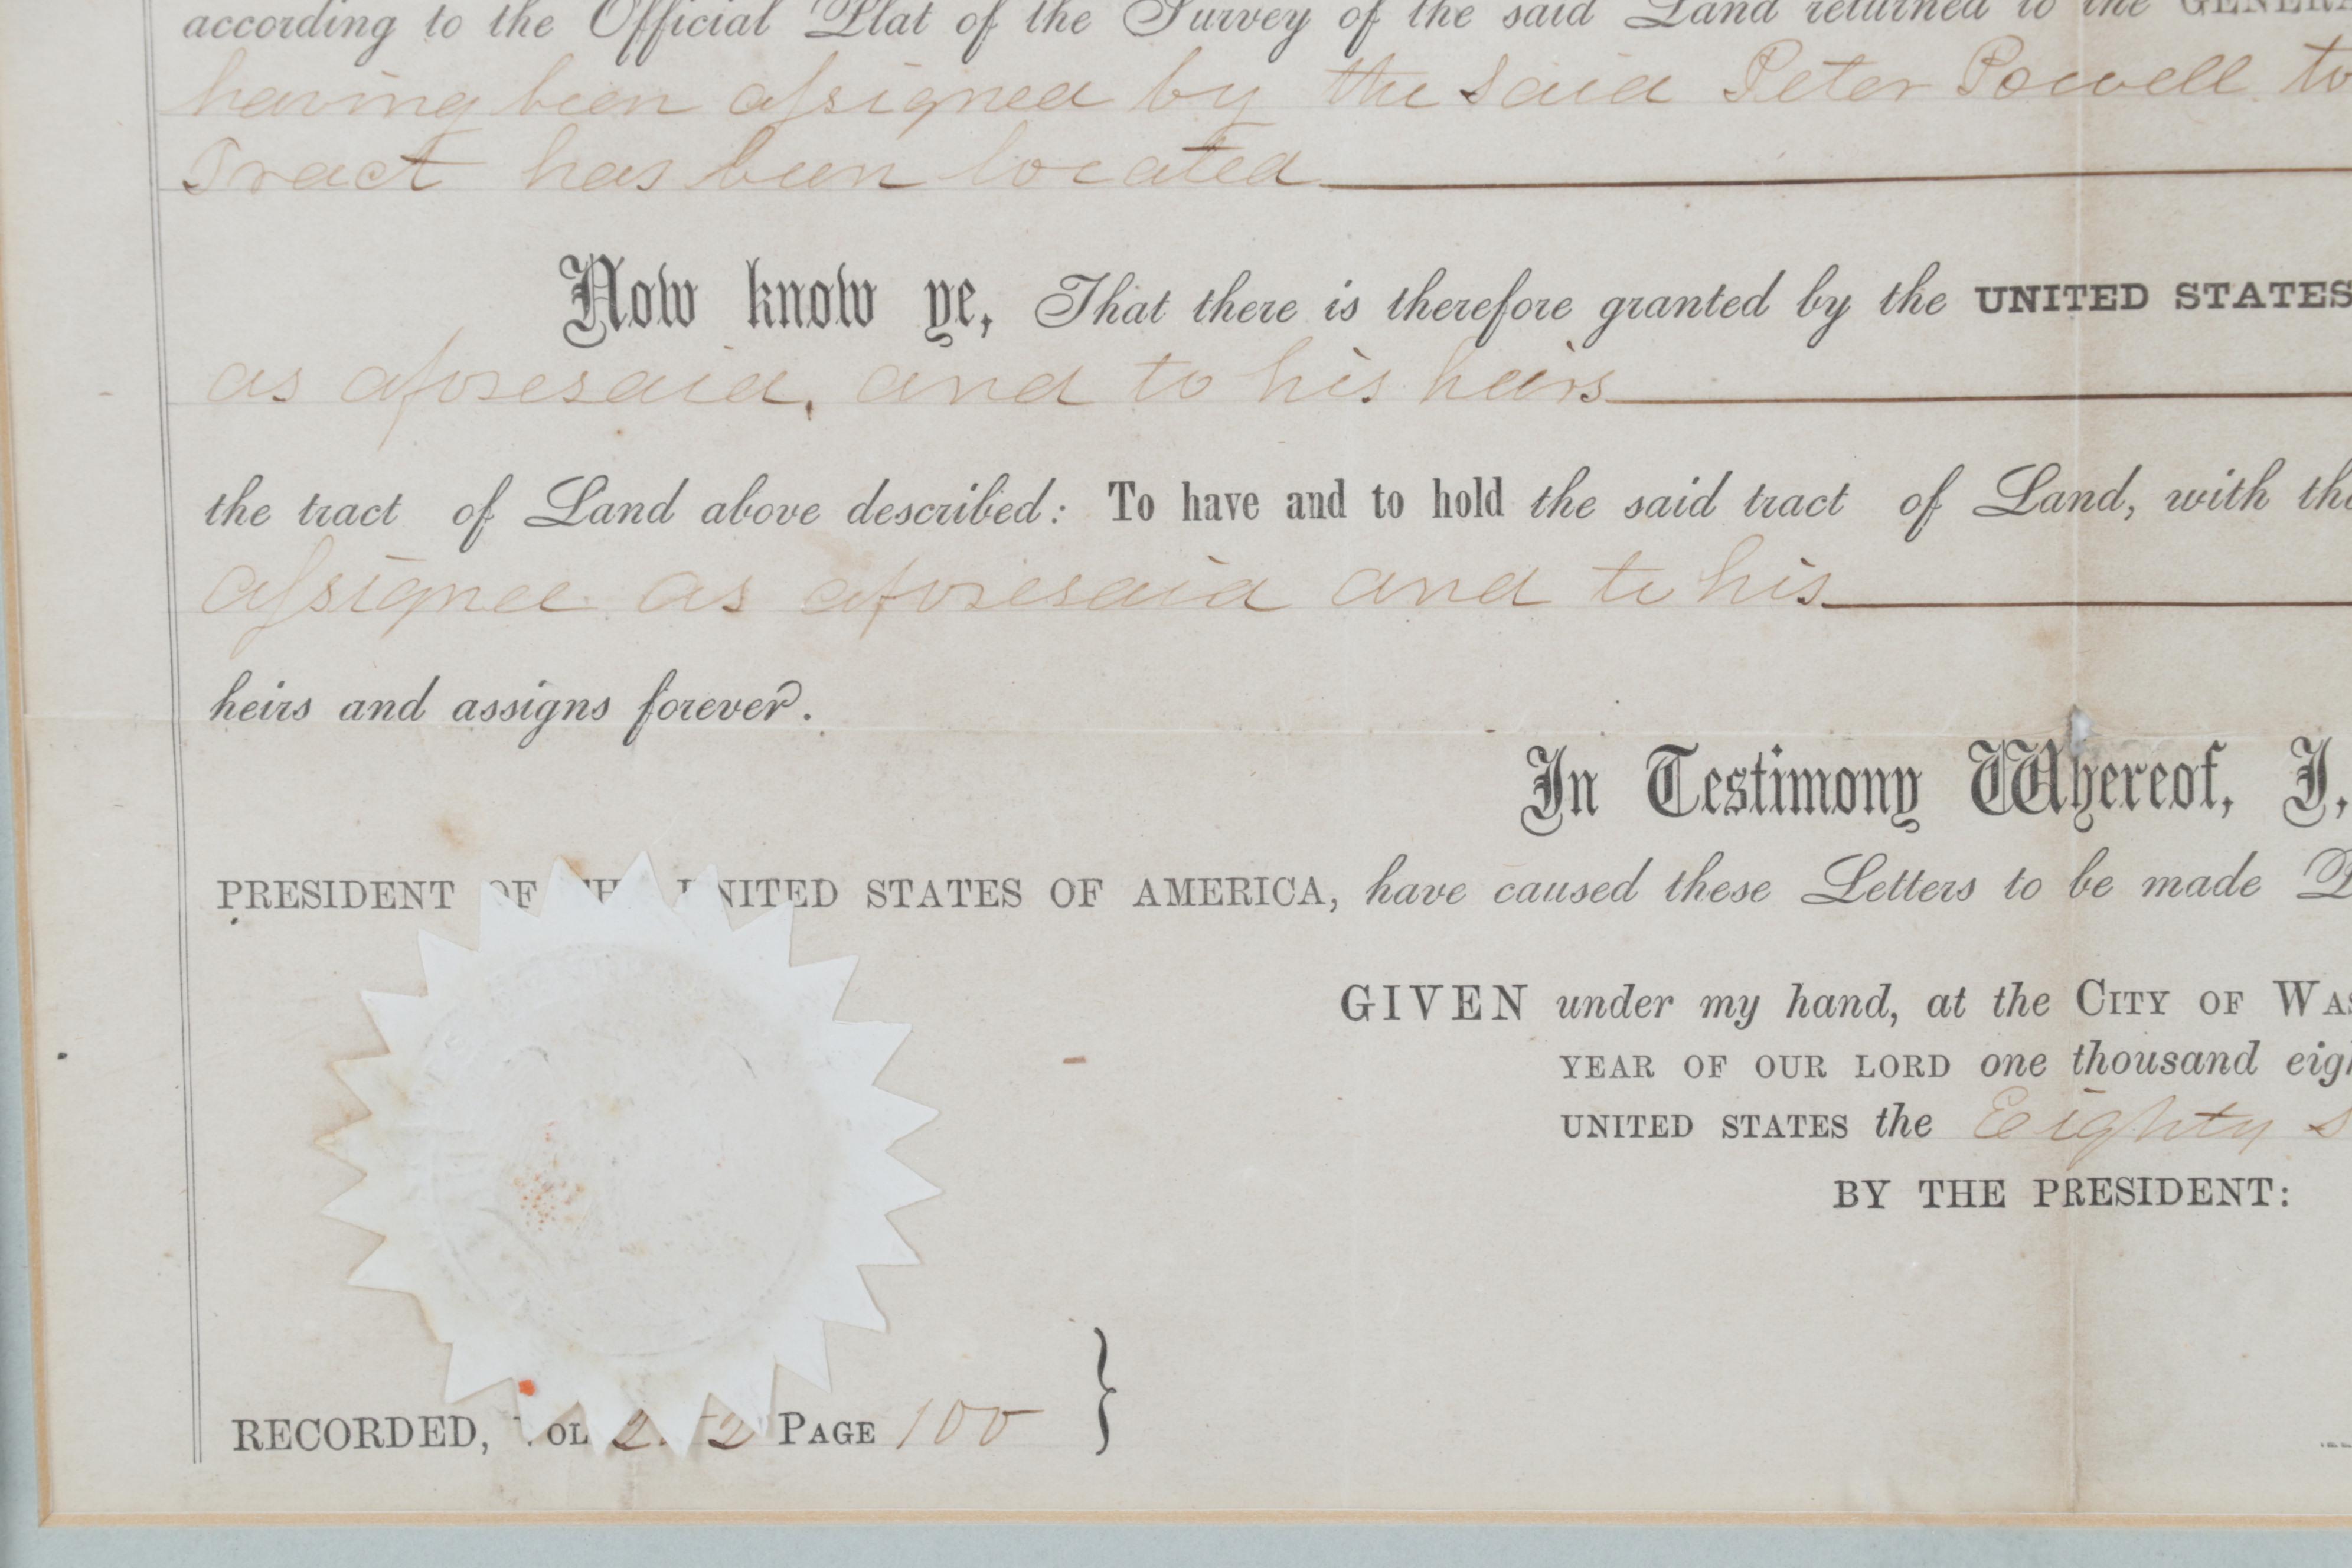 according to the Official Plat of the Survey of the said Land returned to the GENERA
having been assigned by the said Peter Powell to
Tract has been located
Now know ye, That there is therefore granted by the UNITED STATES
as aforesaid, and to his heirs
the tract of Land above described: To have and to hold the said tract of Land, with the
assignee as aforesaid and to his
heirs and assigns forever.
In Testimony Whereof, I,
PRESIDENT OF THE UNITED STATES OF AMERICA, have caused these Letters to be made P
GIVEN under my hand, at the CITY OF WAS
YEAR OF OUR LORD one thousand eigh
UNITED STATES the Eighty s
BY THE PRESIDENT:
RECORDED, Vol Page 100